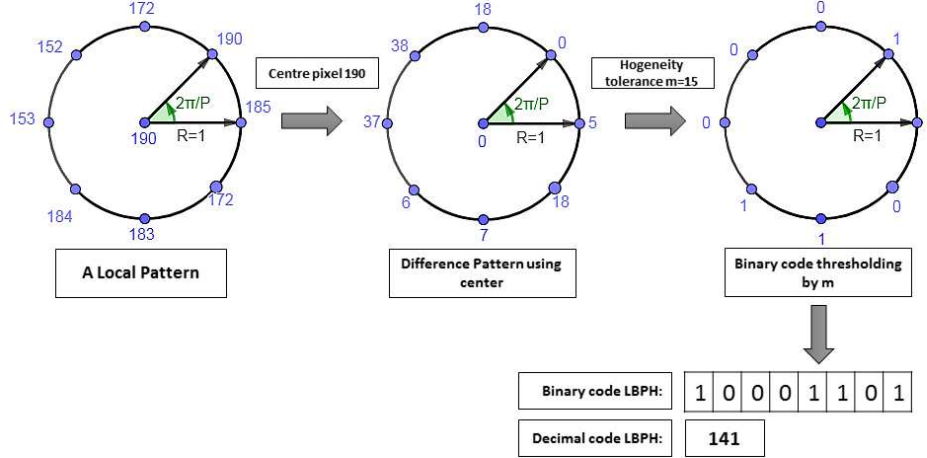 172
190
152
185
153
2π/P
R=1
190
172
184
183
A Local Pattern
Centre pixel 190
18
0
38
5
37
2π/P
R=1
0
18
6
7
Difference Pattern using
center
Hogeneity
tolerance m=15
0
1
0
0
2π/P
R=1
0
1
1
Binary code thresholding
by m
Binary code LBPH:
1 0 0 0 1 1 0 1
Decimal code LBPH:
141